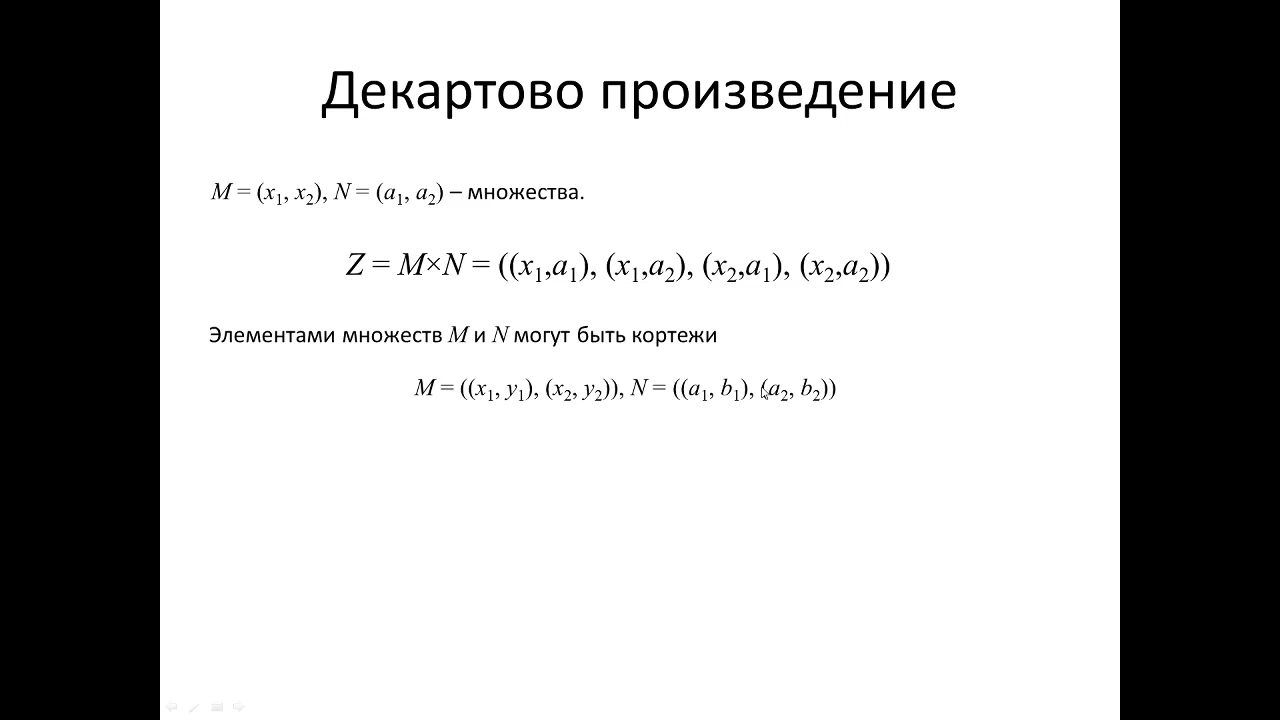 Декартово произведение
M = (x₁, x₂), N = (a₁, a₂) – множества.
Z = M×N = ((x₁,a₁), (x₁,a₂), (x₂,a₁), (x₂,a₂))
Элементами множеств M и N могут быть кортежи
M = ((x₁, y₁), (x₂, y₂)), N = ((a₁, b₁), (a₂, b₂))